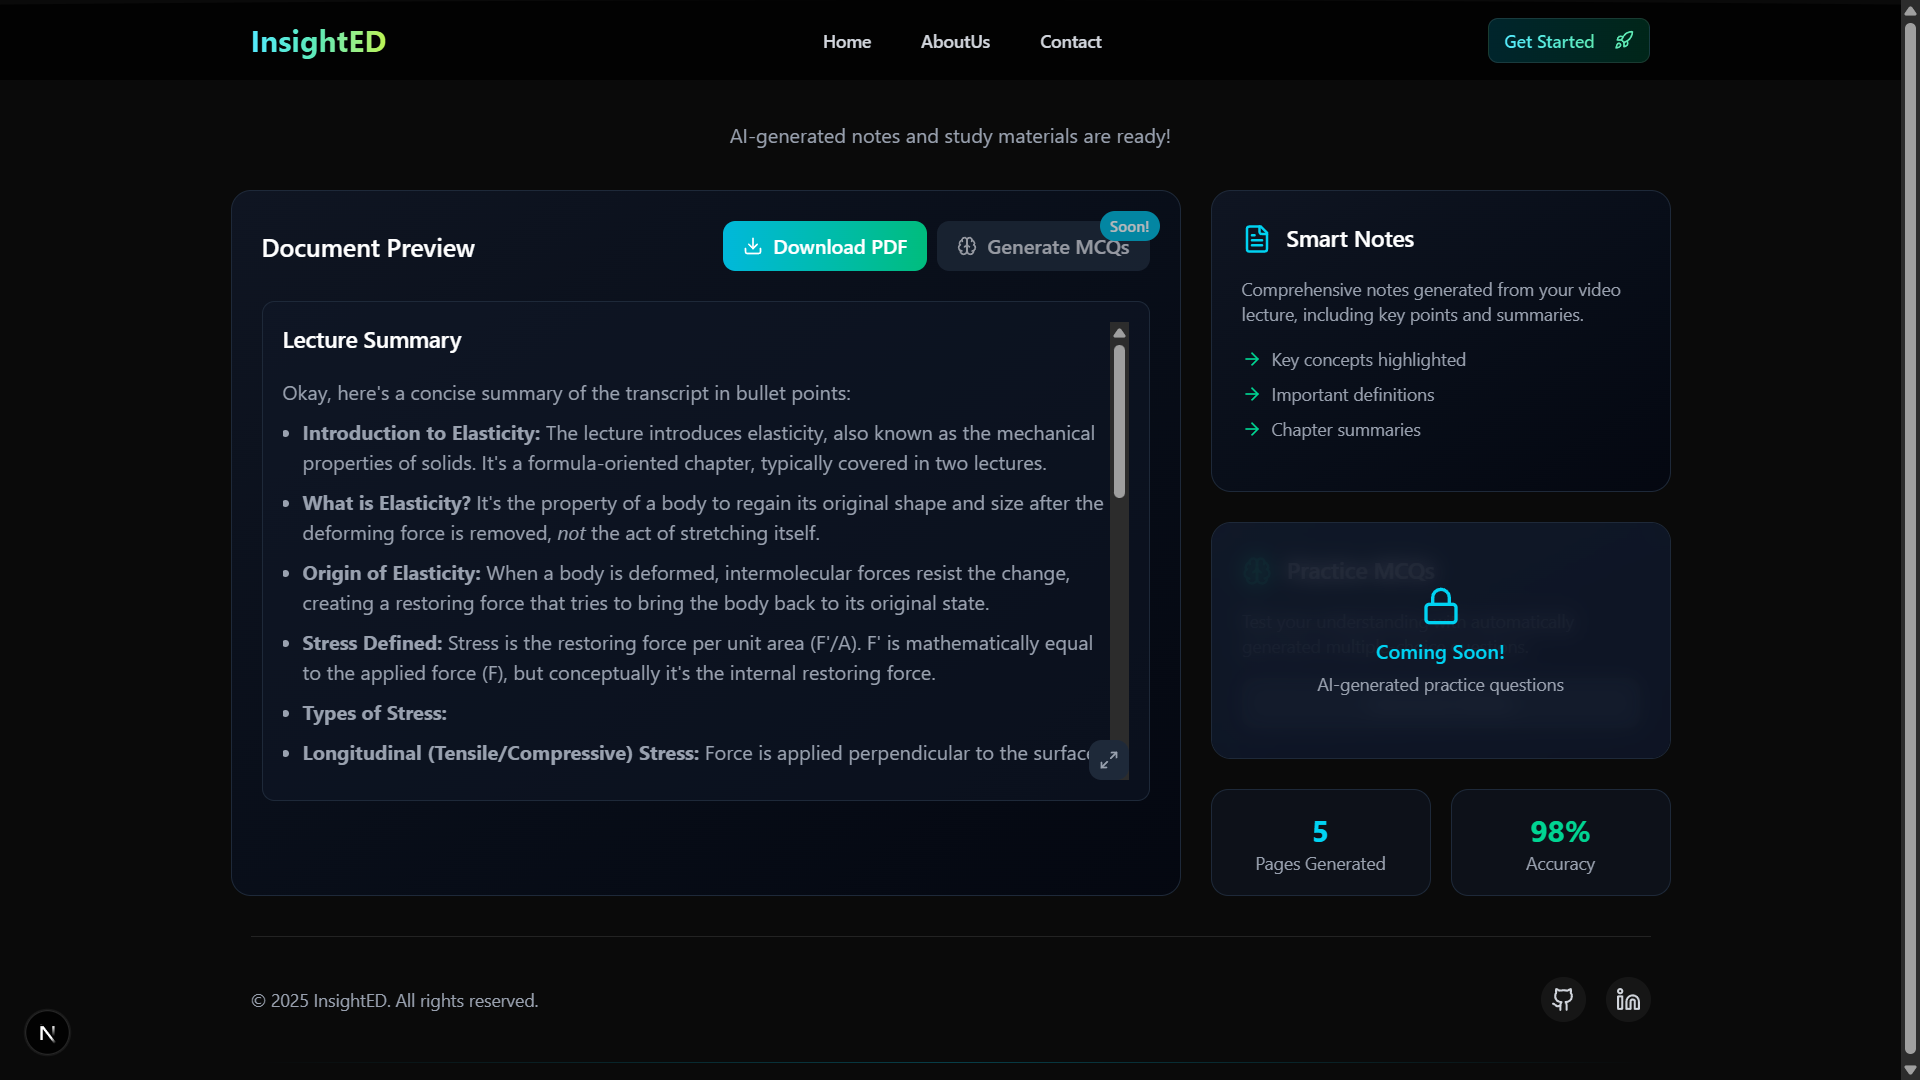 InsightED
Home
AboutUs
Contact
Get Started
AI-generated notes and study materials are ready!
Document Preview
Download PDF
Generate MCQs
Soon!
Lecture Summary
Okay, here's a concise summary of the transcript in bullet points:
• Introduction to Elasticity: The lecture introduces elasticity, also known as the mechanical
properties of solids. It's a formula-oriented chapter, typically covered in two lectures.
• What is Elasticity? It's the property of a body to regain its original shape and size after the
deforming force is removed, not the act of stretching itself.
• Origin of Elasticity: When a body is deformed, intermolecular forces resist the change,
creating a restoring force that tries to bring the body back to its original state.
• Stress Defined: Stress is the restoring force per unit area (F'/A). F' is mathematically equal
to the applied force (F), but conceptually it's the internal restoring force.
• Types of Stress:
• Longitudinal (Tensile/Compressive) Stress: Force is applied perpendicular to the surface
Smart Notes
Comprehensive notes generated from your video
lecture, including key points and summaries.
Key concepts highlighted
Important definitions
Chapter summaries
Practice MCQs
Test your understanding automatically
generated
Coming Soon!
AI-generated practice questions
5
Pages Generated
98%
Accuracy
© 2025 InsightED. All rights reserved.
N